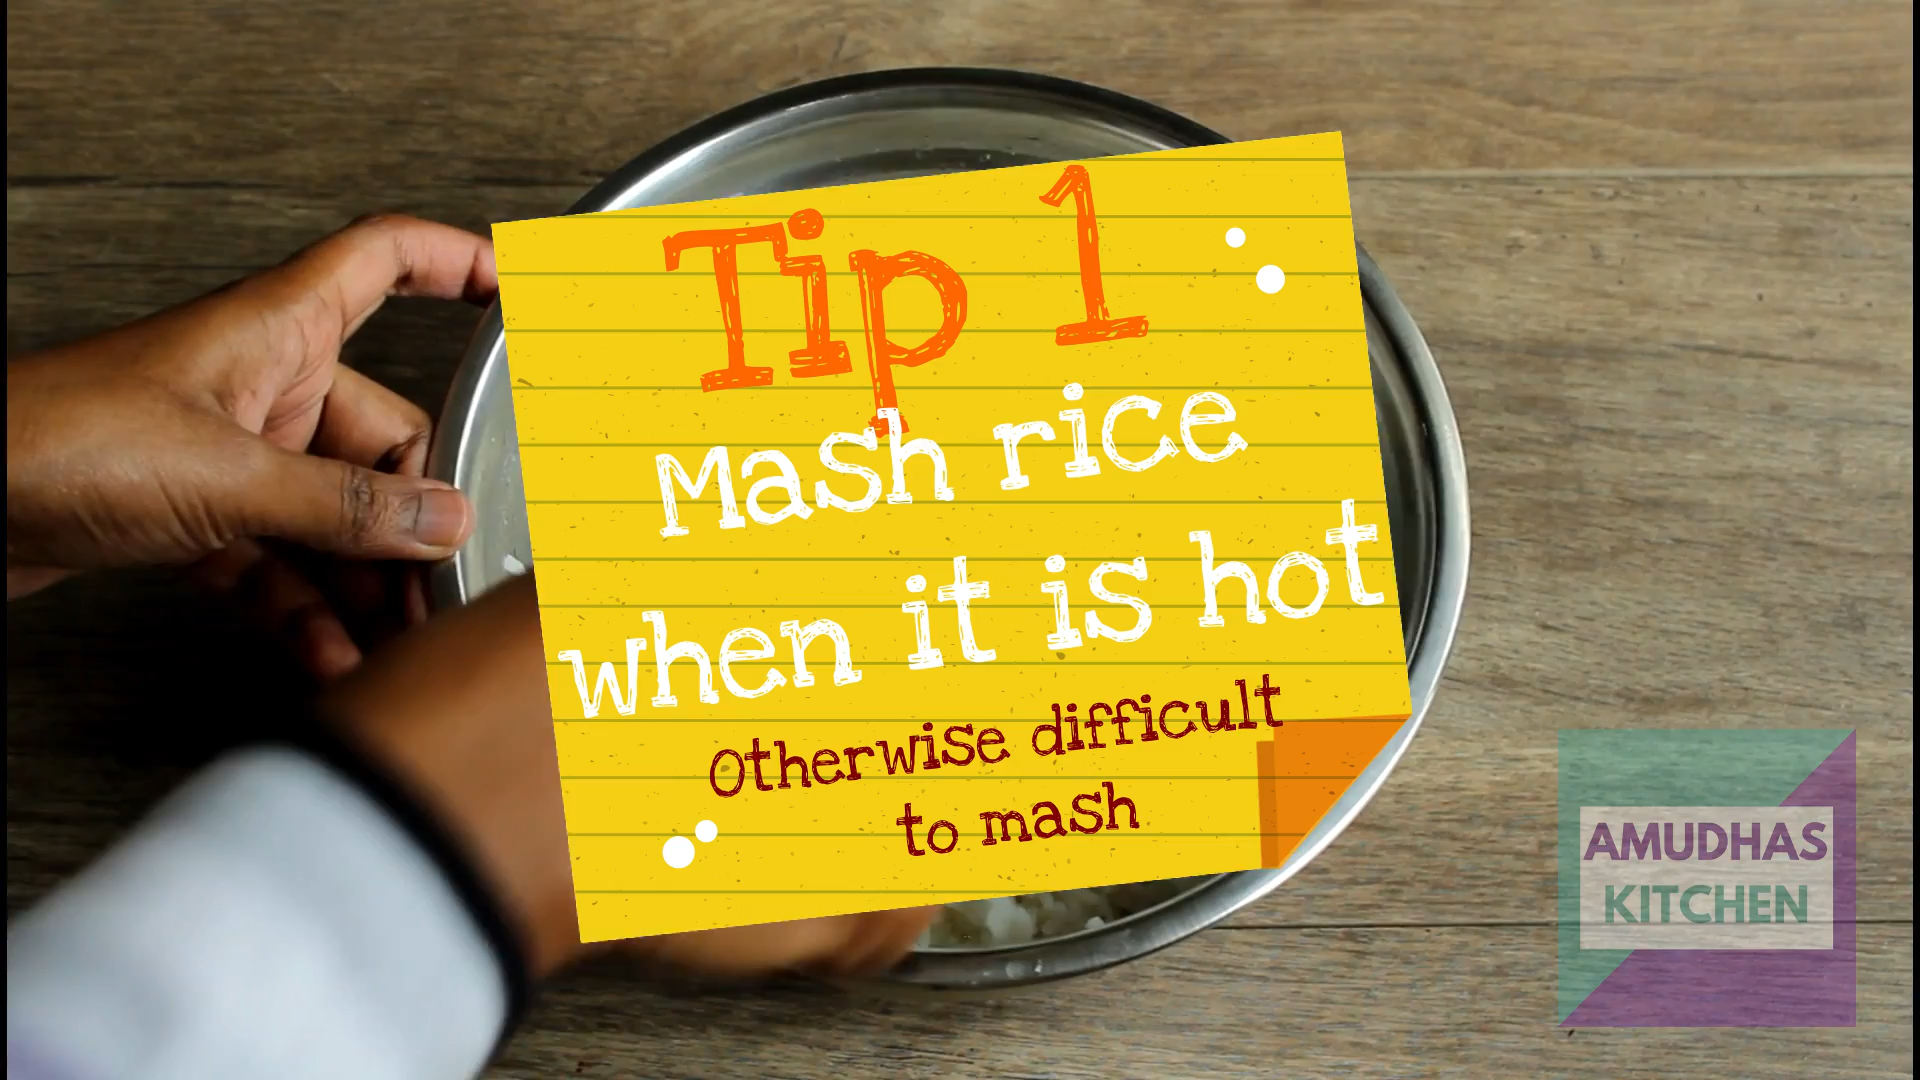 Tip 1
Mash rice
when it is hot
Otherwise difficult
to mash
AMUDHAS
KITCHEN